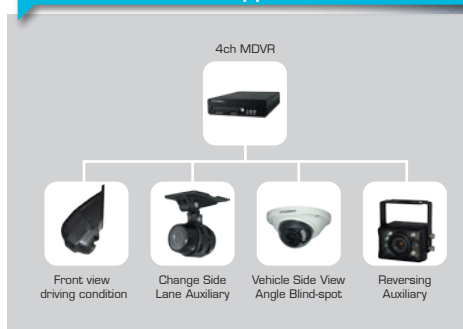 4ch MDVR
Front view
driving condition
Change Side
Lane Auxiliary
Vehicle Side View
Angle Blind-spot
Reversing
Auxiliary